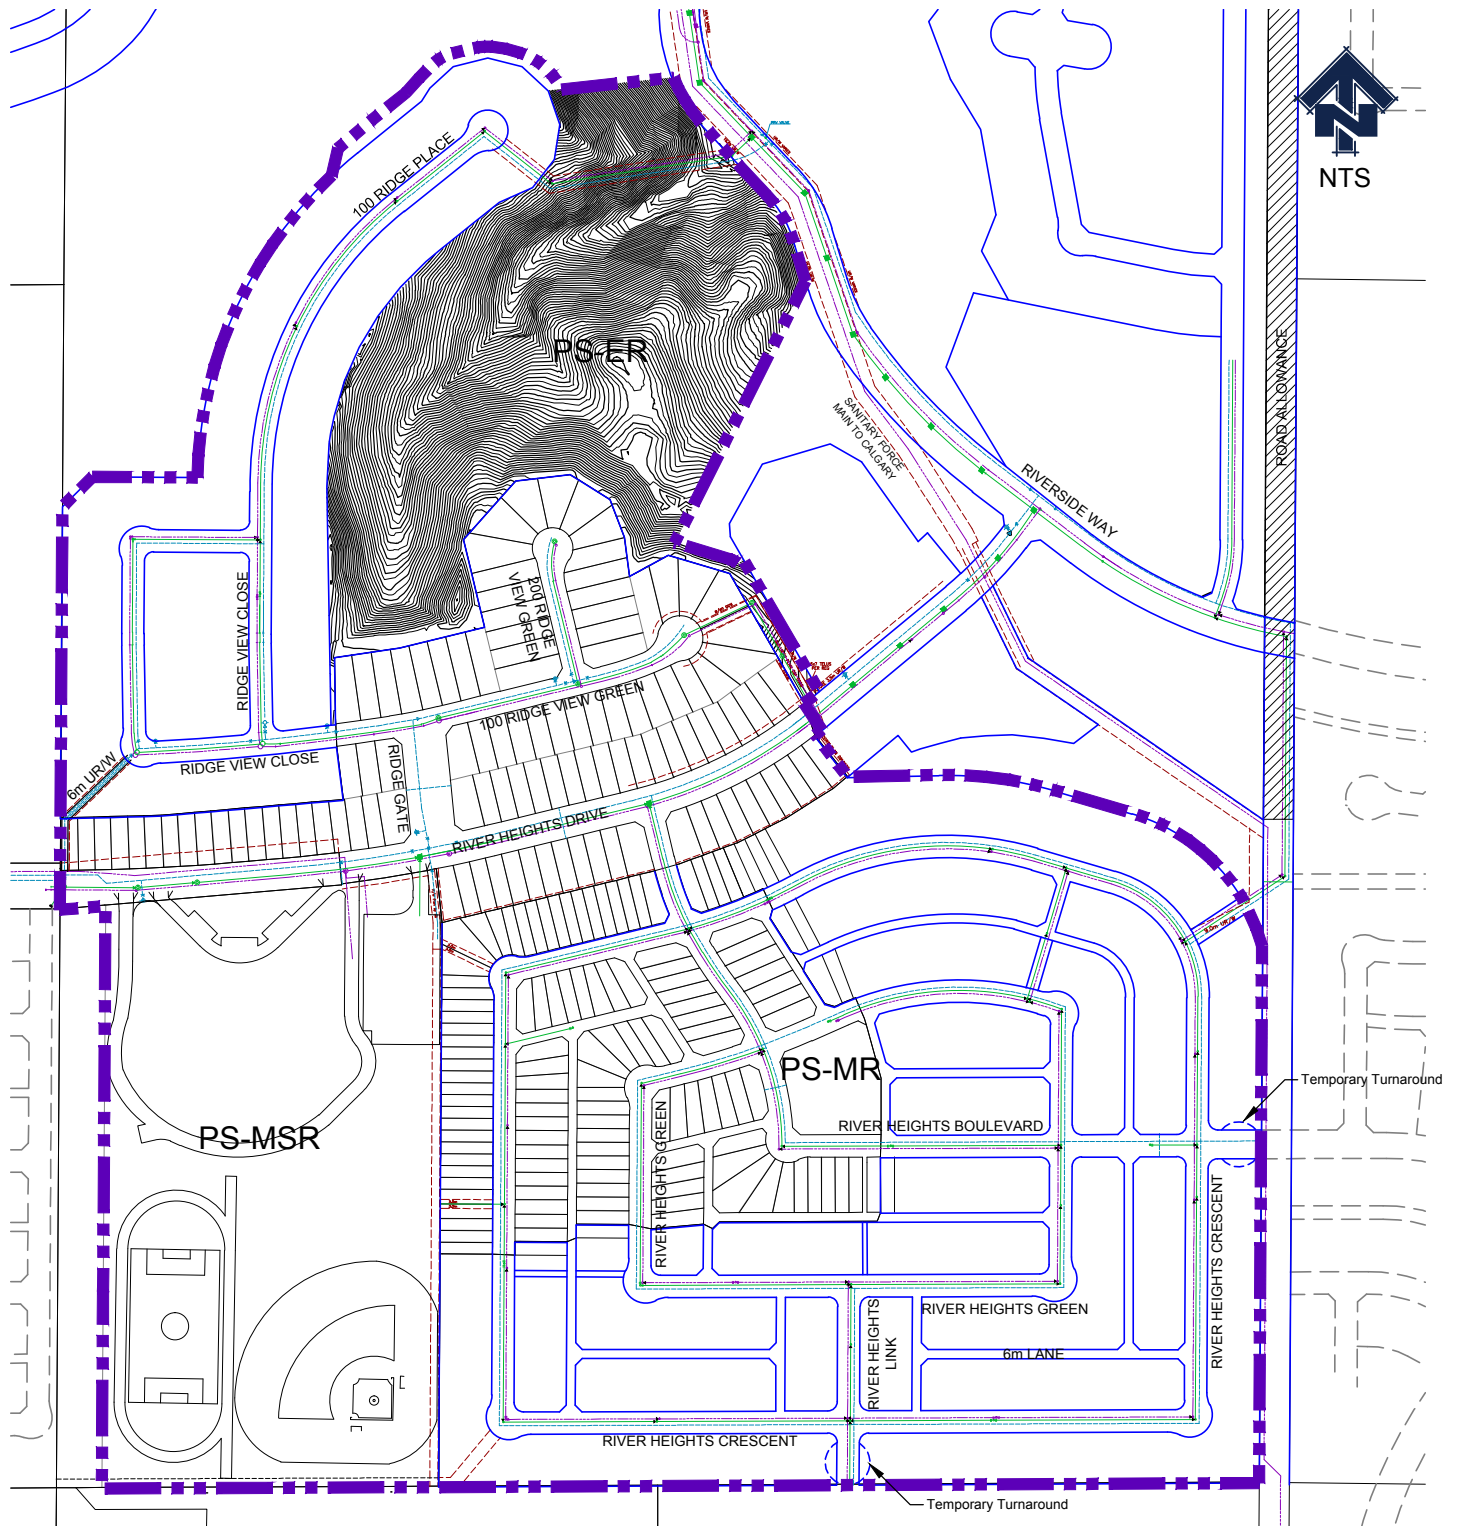 N
NTS
100 RIDGE PLACE
PS-ER
ROAD ALLOWANCE
SANITARY FORCE
MAIN TO CALGARY
RIVERSIDE WAY
RIDGE VIEW CLOSE
200 RIDGE
VIEW GREEN
100 RIDGE VIEW GREEN
RIDGE VIEW CLOSE
6m UR/W
RIDGE GATE
RIVER HEIGHTS DRIVE
PS-MR
Temporary Turnaround
PS-MSR
RIVER HEIGHTS BOULEVARD
RIVER HEIGHTS GREEN
RIVER HEIGHTS CRESCENT
RIVER HEIGHTS GREEN
RIVER HEIGHTS
LINK
6m LANE
RIVER HEIGHTS CRESCENT
Temporary Turnaround